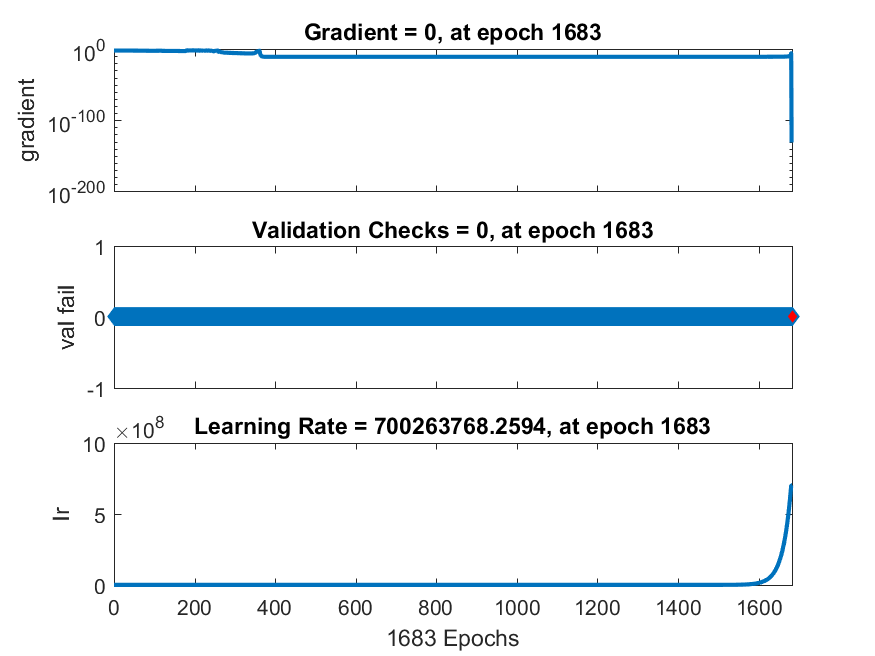 Gradient = 0, at epoch 1683
10^0
10^-100
10^-200
gradient
Validation Checks = 0, at epoch 1683
1
0
-1
val fail
×10^8
Learning Rate = 700263768.2594, at epoch 1683
10
5
0
lr
0 200 400 600 800 1000 1200 1400 1600
1683 Epochs